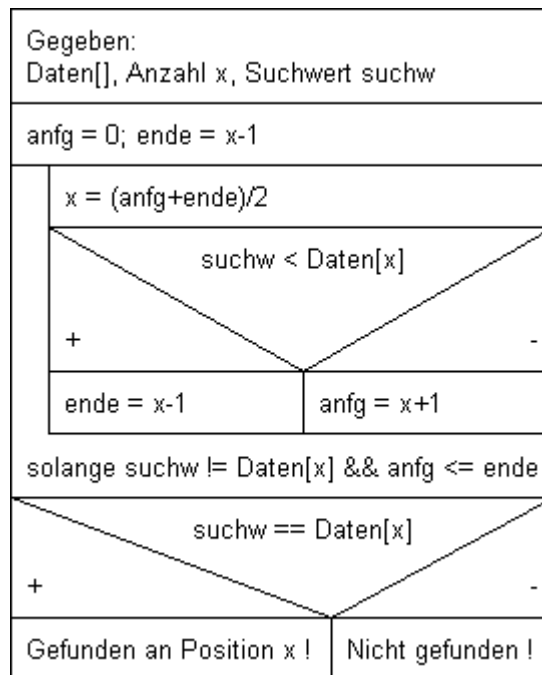 Gegeben:
Daten[], Anzahl x, Suchwert suchw
anfg = 0; ende = x-1
x = (anfg+ende)/2
suchw < Daten[x]
+ -
ende = x-1 anfg = x+1
solange suchw != Daten[x] && anfg <= ende
suchw == Daten[x]
+ -
Gefunden an Position x ! Nicht gefunden !